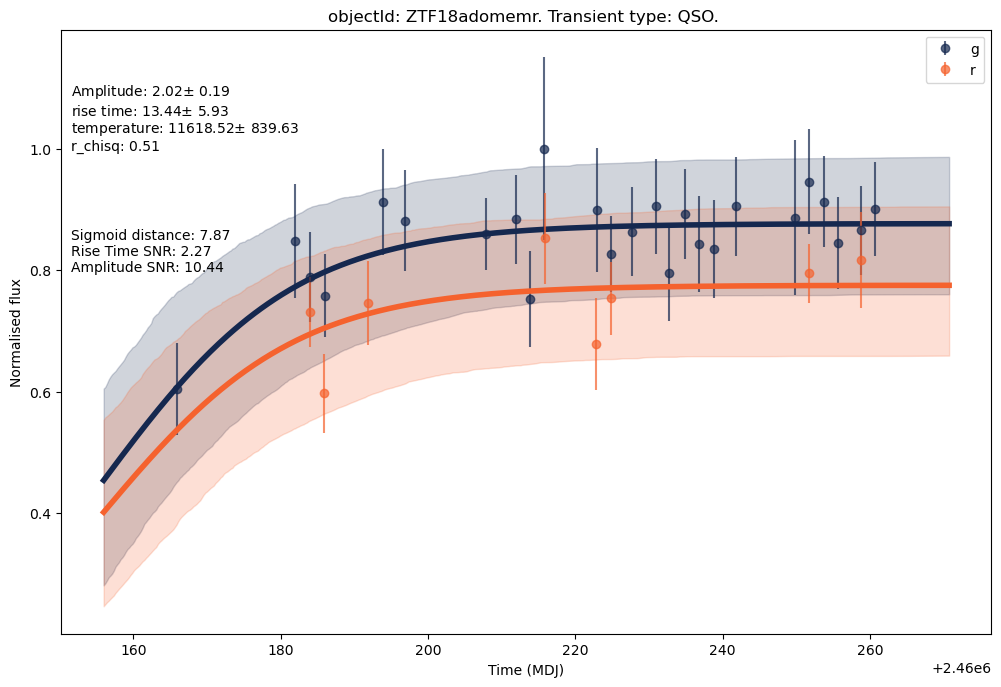 objectId: ZTF18adomemr. Transient type: QSO.
g
r
Amplitude: 2.02± 0.19
rise time: 13.44± 5.93
temperature: 11618.52± 839.63
r_chisq: 0.51
Sigmoid distance: 7.87
Rise Time SNR: 2.27
Amplitude SNR: 10.44
Normalised flux
1.0
0.8
0.6
0.4
160 180 200 220 240 260
Time (MDJ)
+2.46e6